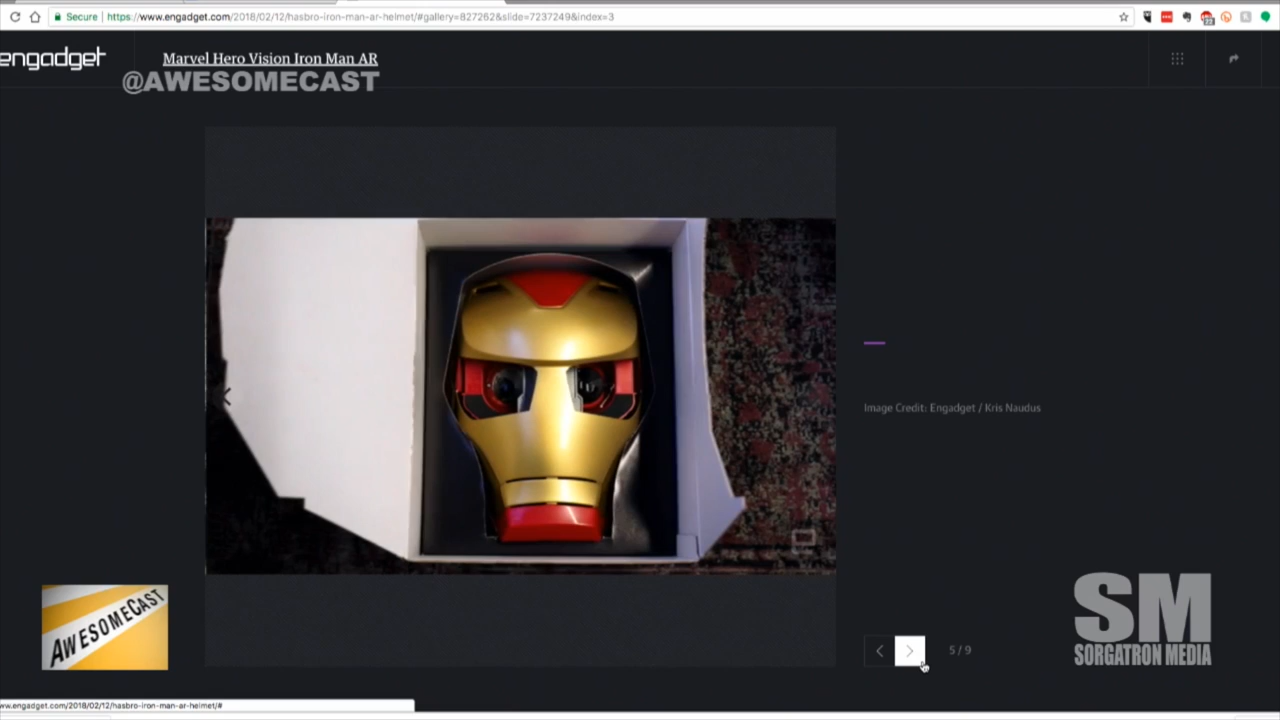 Secure | https://www.engadget.com/2018/02/12/hasbro-iron-man-ar-helmet/#gallery=827262&slide=7237249&index=3
engadget
Marvel Hero Vision Iron Man AR
@AWESOMECAST
Image Credit: Engadget / Kris Naudus
AWESOMECAST
5 / 9
SM
SORGATRON MEDIA
ww.engadget.com/2018/02/12/hasbro-iron-man-ar-helmet/#